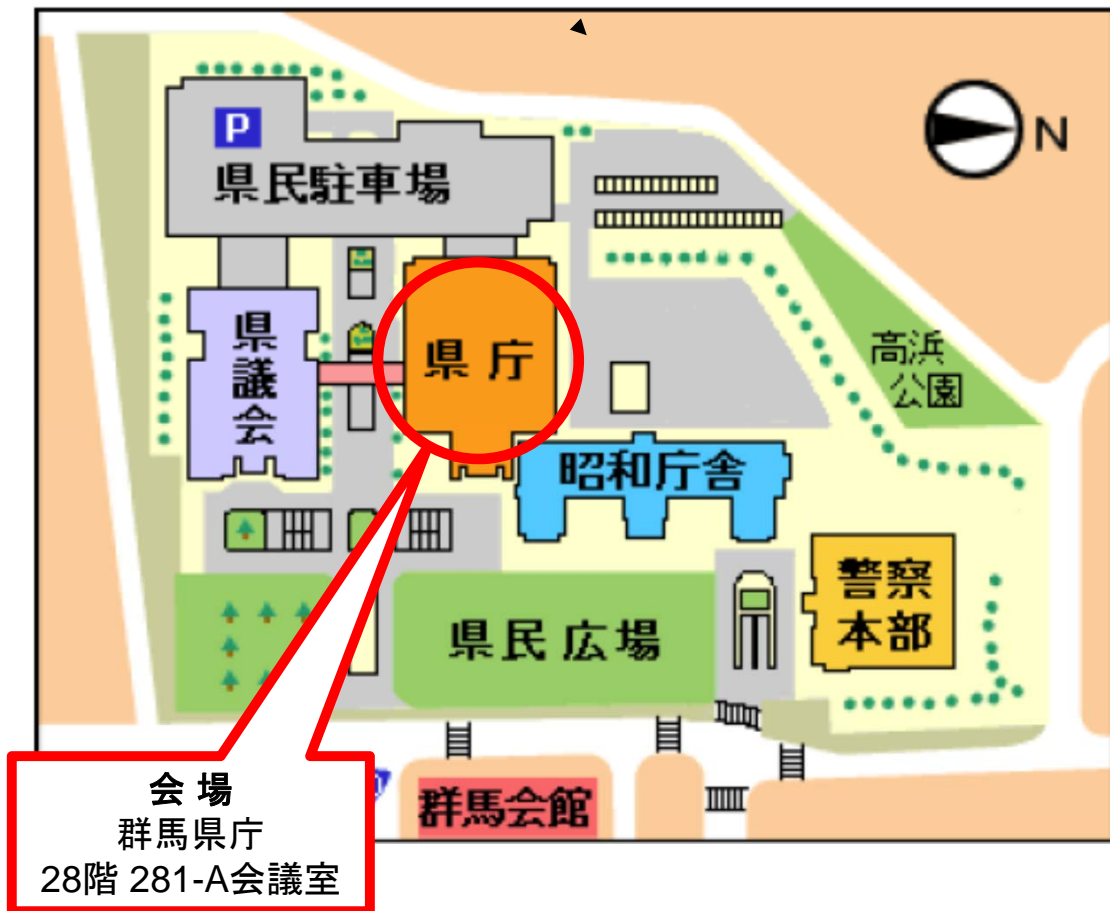 N
P
県民駐車場
県議会
県庁
高浜
公園
昭和庁舎
警察
本部
県民広場
群馬会館
会場
群馬県庁
28階 281-A会議室